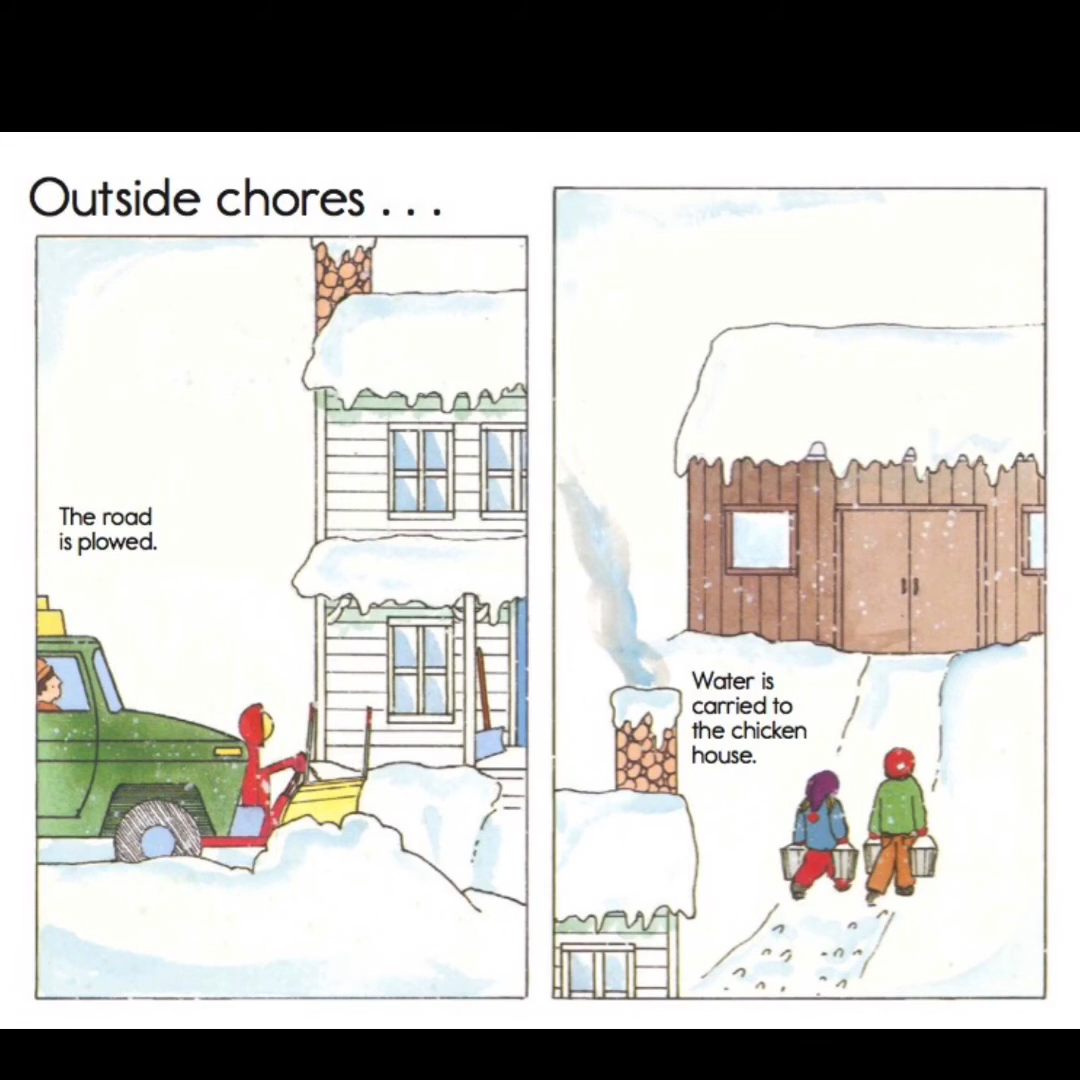 Outside chores . . .
The road
is plowed.
Water is
carried to
the chicken
house.